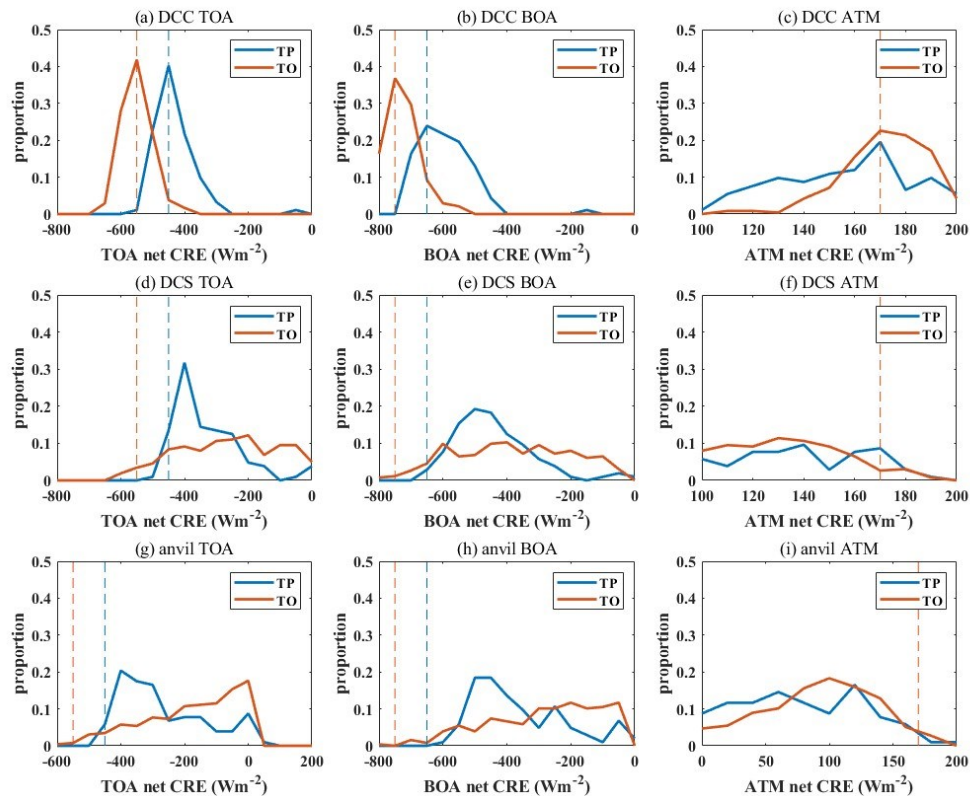 (a) DCC TOA
(b) DCC BOA
(c) DCC ATM
0.5
0.4
0.3
0.2
0.1
0
proportion
TP
TO
-800
-600
-400
-200
0
TOA net CRE (Wm-2)
0.5
0.4
0.3
0.2
0.1
0
proportion
TP
TO
-800
-600
-400
-200
0
BOA net CRE (Wm-2)
0.5
0.4
0.3
0.2
0.1
0
proportion
TP
TO
100
120
140
160
180
200
ATM net CRE (Wm-2)
(d) DCS TOA
(e) DCS BOA
(f) DCS ATM
0.5
0.4
0.3
0.2
0.1
0
proportion
TP
TO
-800
-600
-400
-200
0
TOA net CRE (Wm-2)
0.5
0.4
0.3
0.2
0.1
0
proportion
TP
TO
-800
-600
-400
-200
0
BOA net CRE (Wm-2)
0.5
0.4
0.3
0.2
0.1
0
proportion
TP
TO
100
120
140
160
180
200
ATM net CRE (Wm-2)
(g) anvil TOA
(h) anvil BOA
(i) anvil ATM
0.5
0.4
0.3
0.2
0.1
0
proportion
TP
TO
-600
-400
-200
0
200
TOA net CRE (Wm-2)
0.5
0.4
0.3
0.2
0.1
0
proportion
TP
TO
-800
-600
-400
-200
0
BOA net CRE (Wm-2)
0.5
0.4
0.3
0.2
0.1
0
proportion
TP
TO
0
50
100
150
200
ATM net CRE (Wm-2)